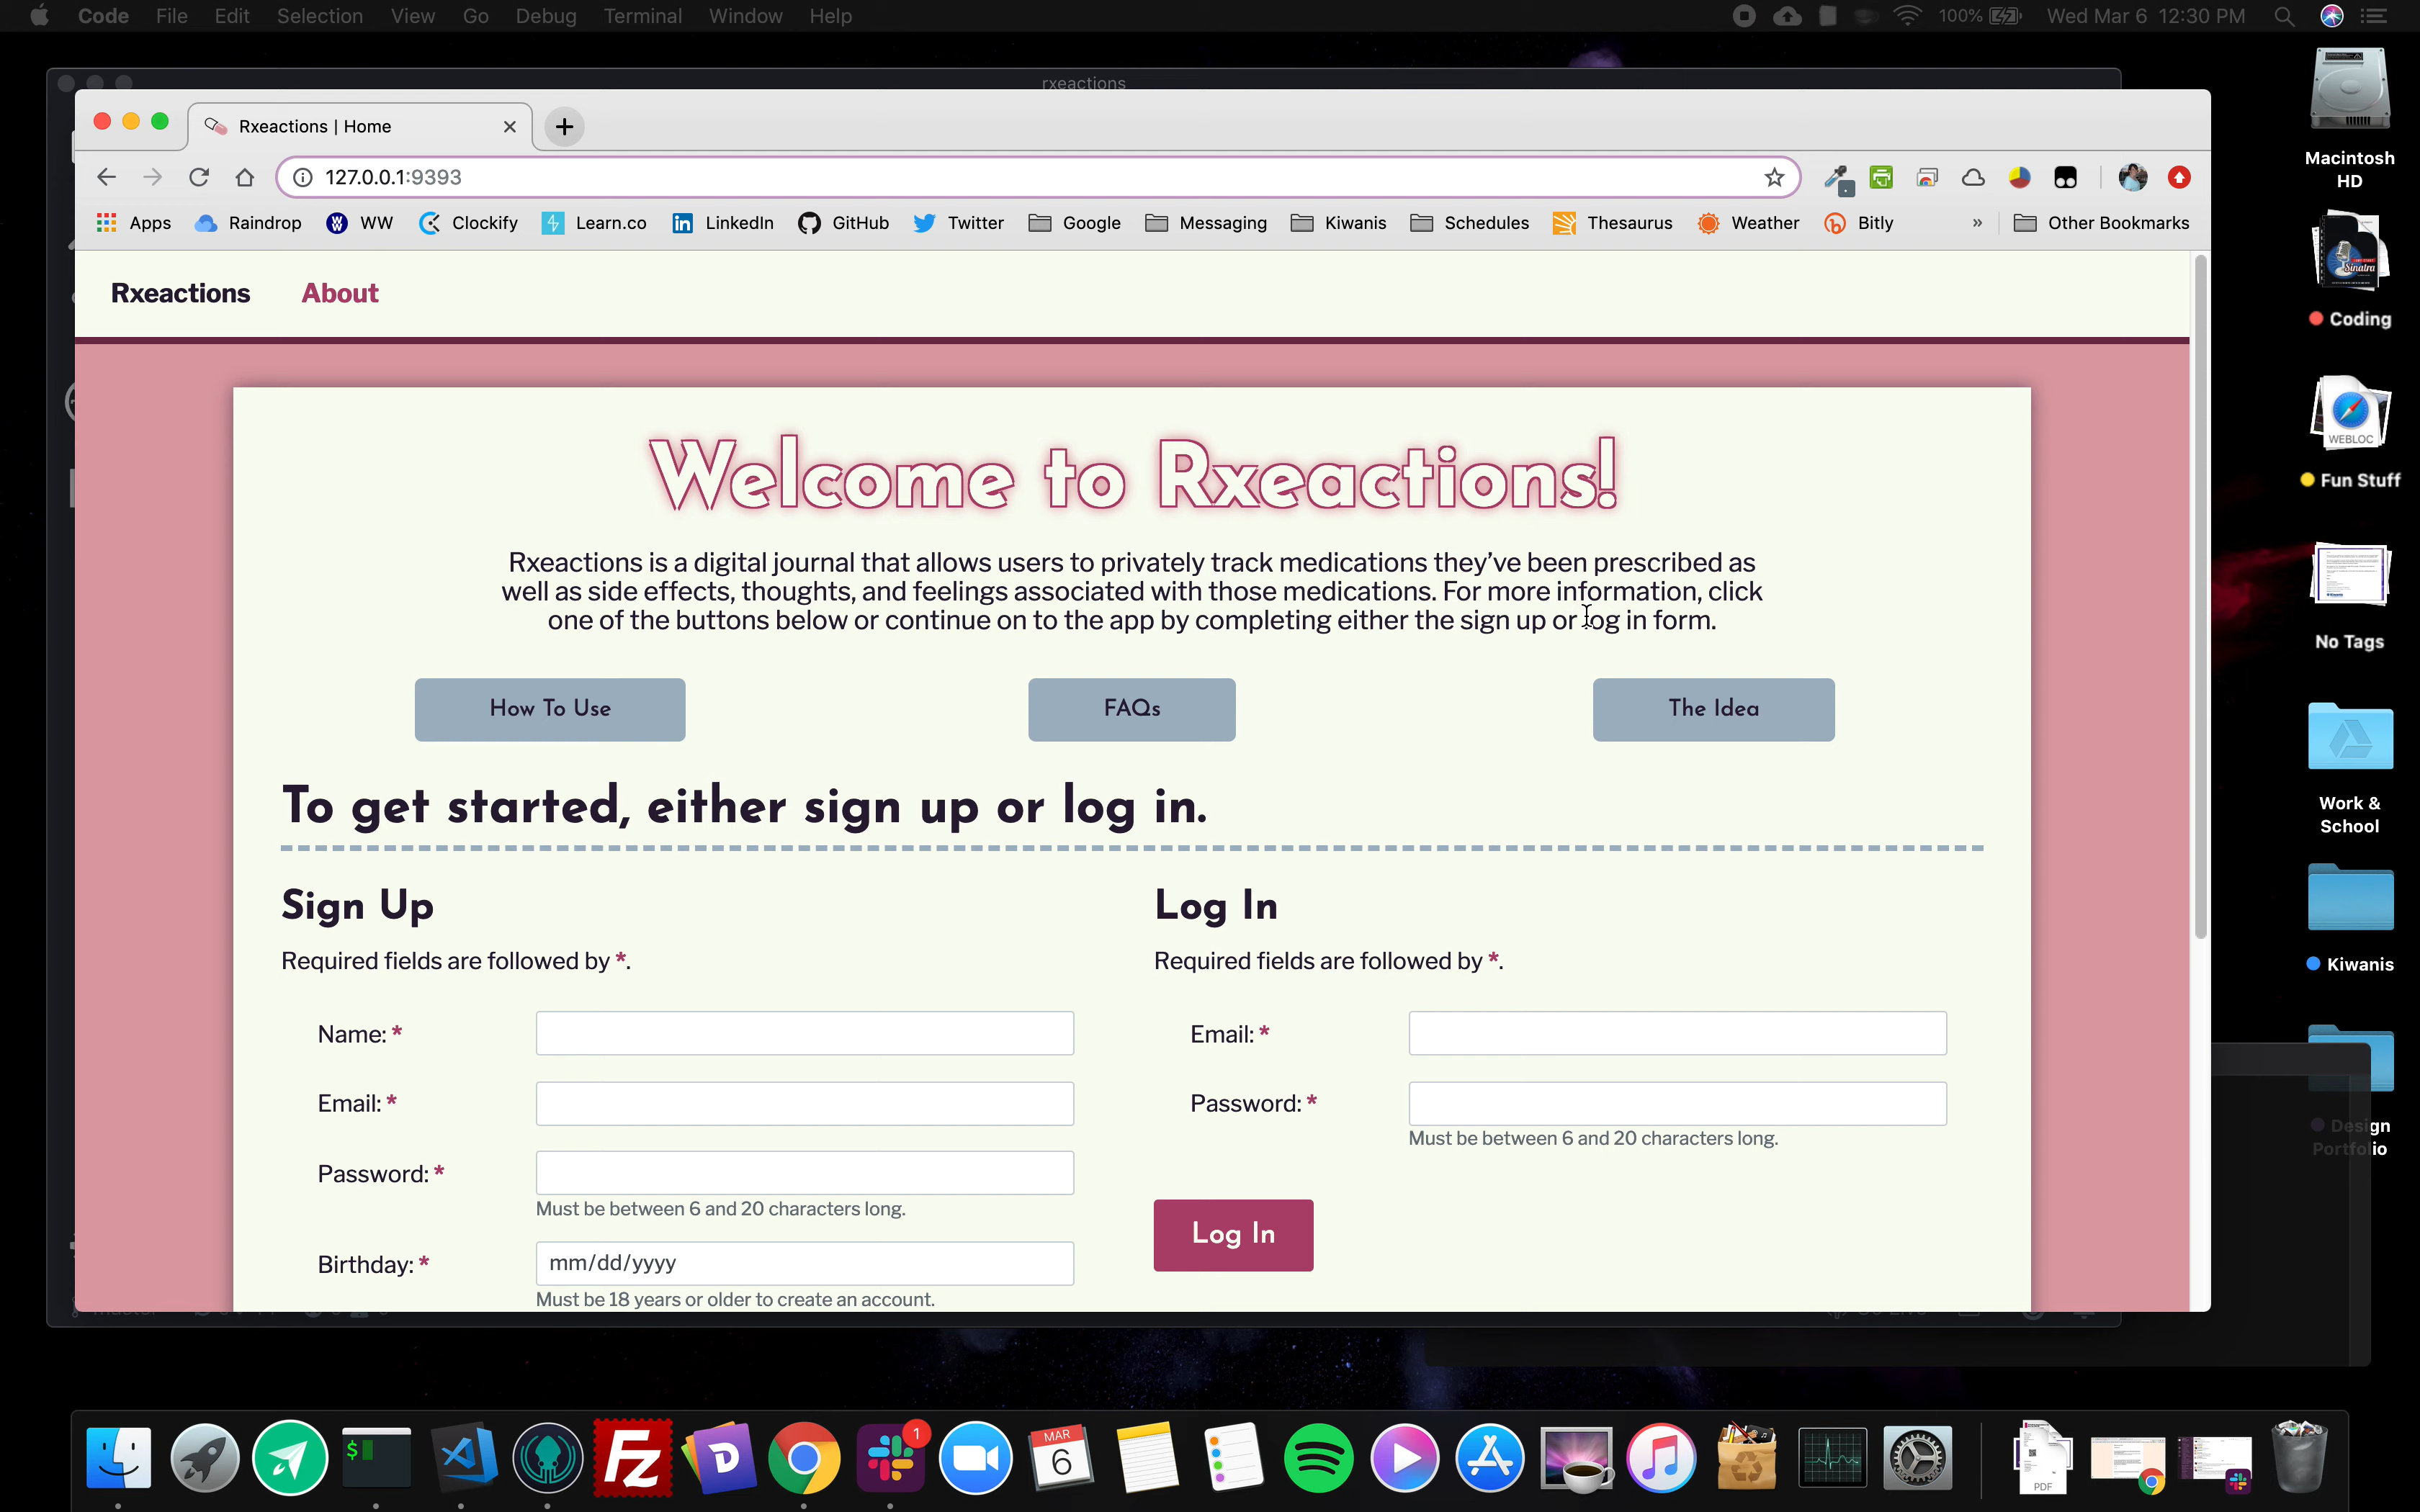 Code File Edit Selection View Go Debug Terminal Window Help
100% Wed Mar 6 12:30 PM
rxeactions
Rxeactions | Home
127.0.0.1:9393
Apps Raindrop WW Clockify Learn.co LinkedIn GitHub Twitter Google Messaging Kiwanis Schedules Thesaurus Weather Bitly » Other Bookmarks
Rxeactions About
Welcome to Rxeactions!
Rxeactions is a digital journal that allows users to privately track medications they've been prescribed as
well as side effects, thoughts, and feelings associated with those medications. For more information, click
one of the buttons below or continue on to the app by completing either the sign up or log in form.
How To Use
FAQs
The Idea
To get started, either sign up or log in.
Sign Up
Required fields are followed by *.
Name: *
Email: *
Password: *
Must be between 6 and 20 characters long.
Birthday: *
mm/dd/yyyy
Must be 18 years or older to create an account.
Log In
Required fields are followed by *.
Email: *
Password: *
Must be between 6 and 20 characters long.
Log In
Macintosh
HD
Sinatra
Coding
WEBLOC
Fun Stuff
No Tags
Work &
School
Kiwanis
Design
Portfolio
$
Fz
D
1
MAR
6
PDF